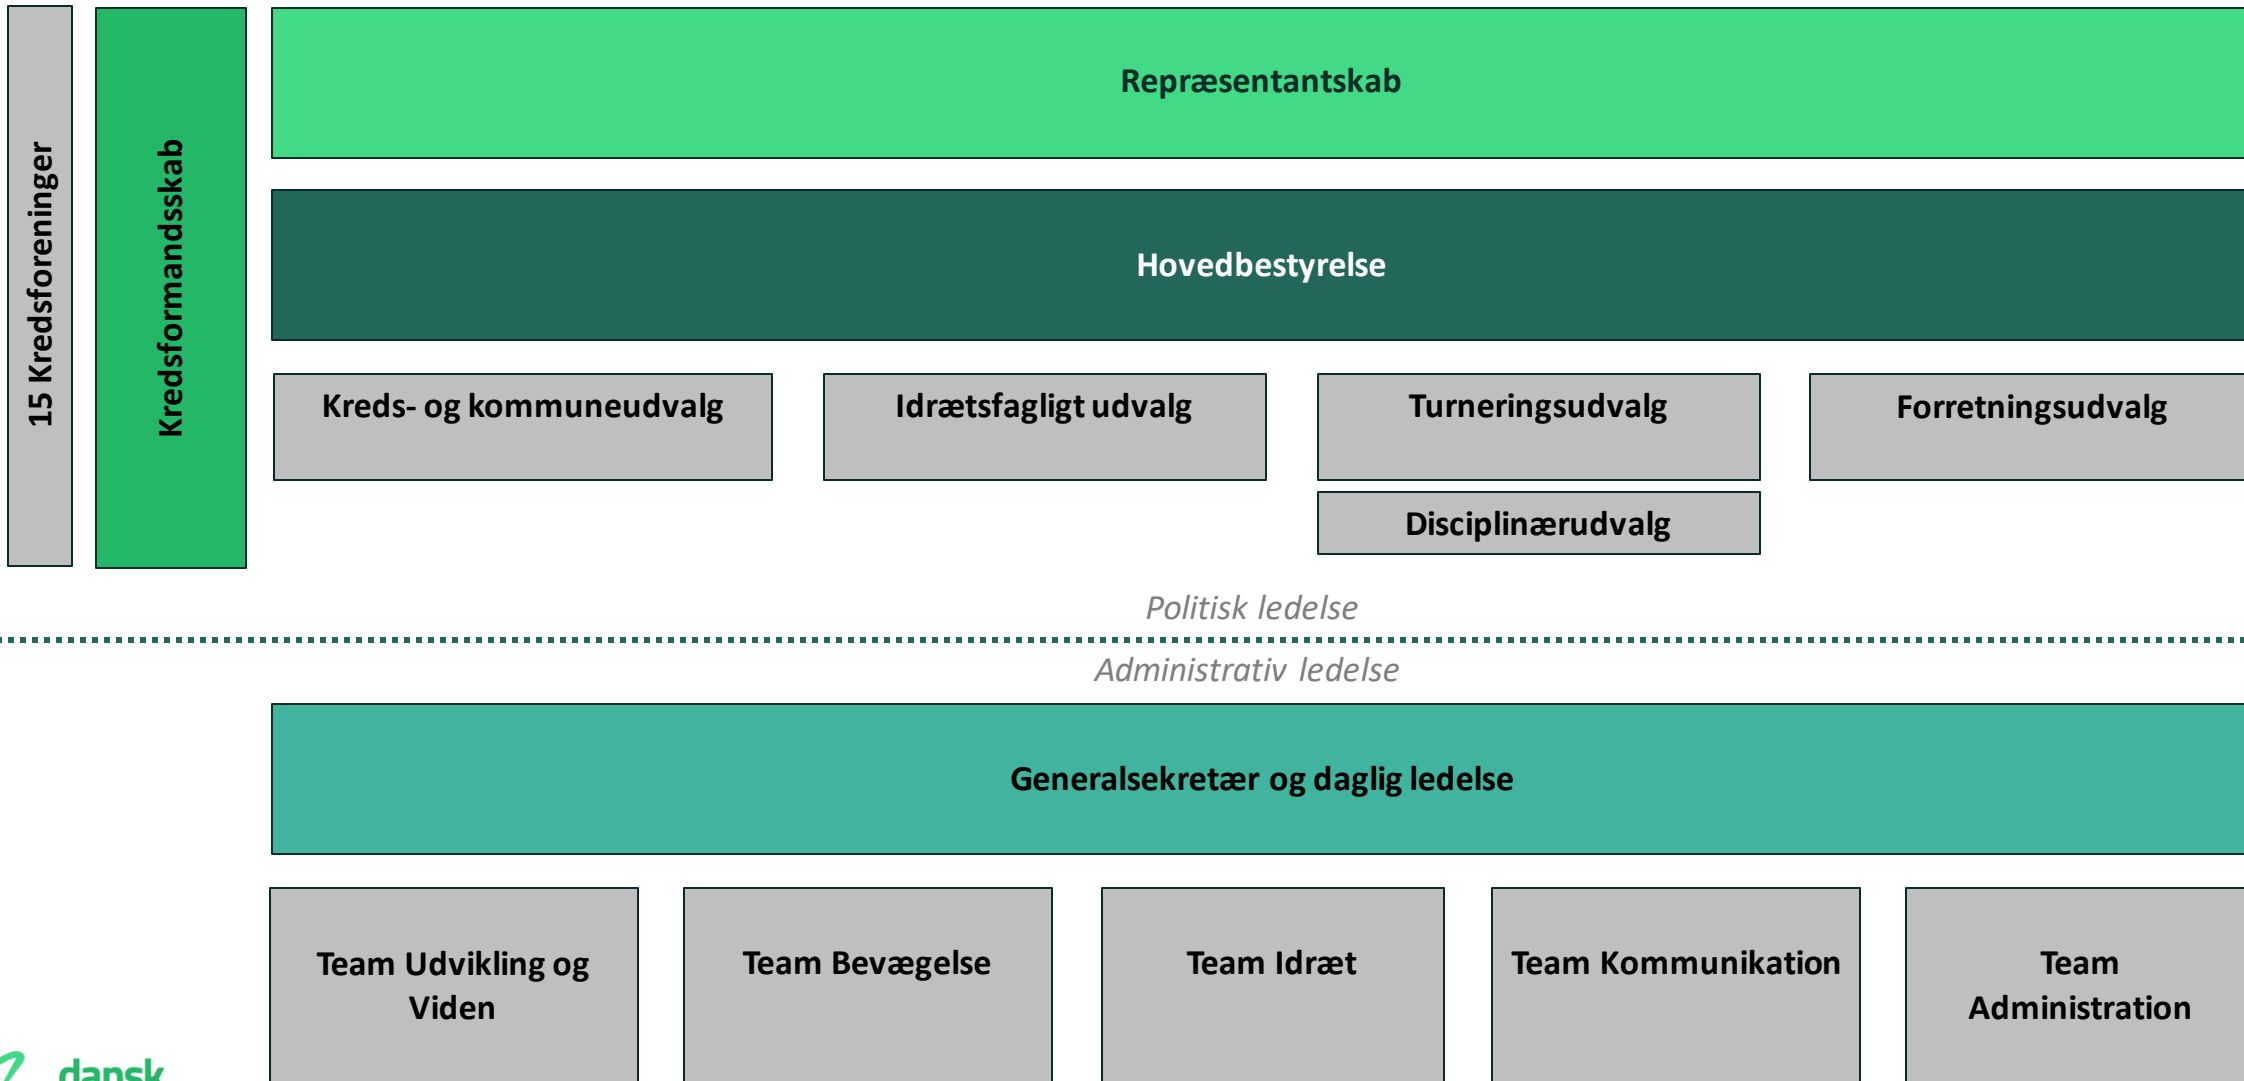 15 Kredsforeninger
Kredsformandsskab
Repræsentantskab
Hovedbestyrelse
Kreds- og kommuneudvalg
Idrætsfagligt udvalg
Turneringsudvalg
Forretningsudvalg
Disciplinærudvalg
Politisk ledelse
Administrativ ledelse
Generalsekretær og daglig ledelse
Team Udvikling og
Viden
Team Bevægelse
Team Idræt
Team Kommunikation
Team
Administration
dansk